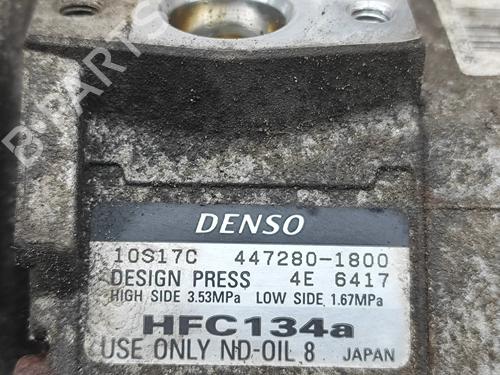 B-PARTS
DENSO
10S17C 447280-1800
DESIGN PRESS 4E 6417
HIGH SIDE 3.53MPa LOW SIDE 1.67MPa
HFC134a
USE ONLY ND-OIL 8 JAPAN